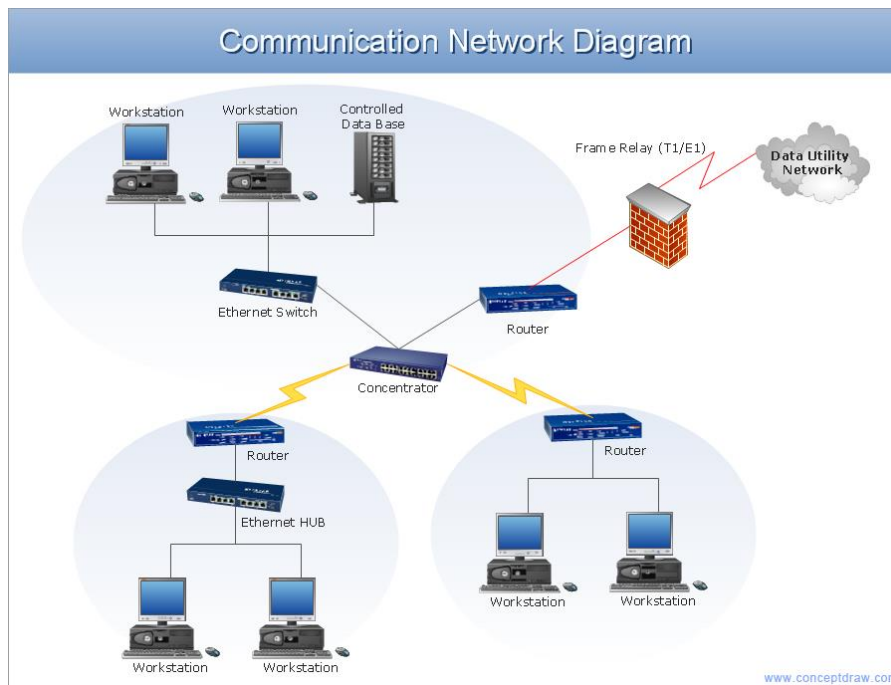 Communication Network Diagram
Workstation
Workstation
Controlled
Data Base
Frame Relay (T1/E1)
Data Utility
Network
Ethernet Switch
Router
Concentrator
Router
Router
Ethernet HUB
Workstation
Workstation
Workstation
Workstation
www.conceptdraw.com